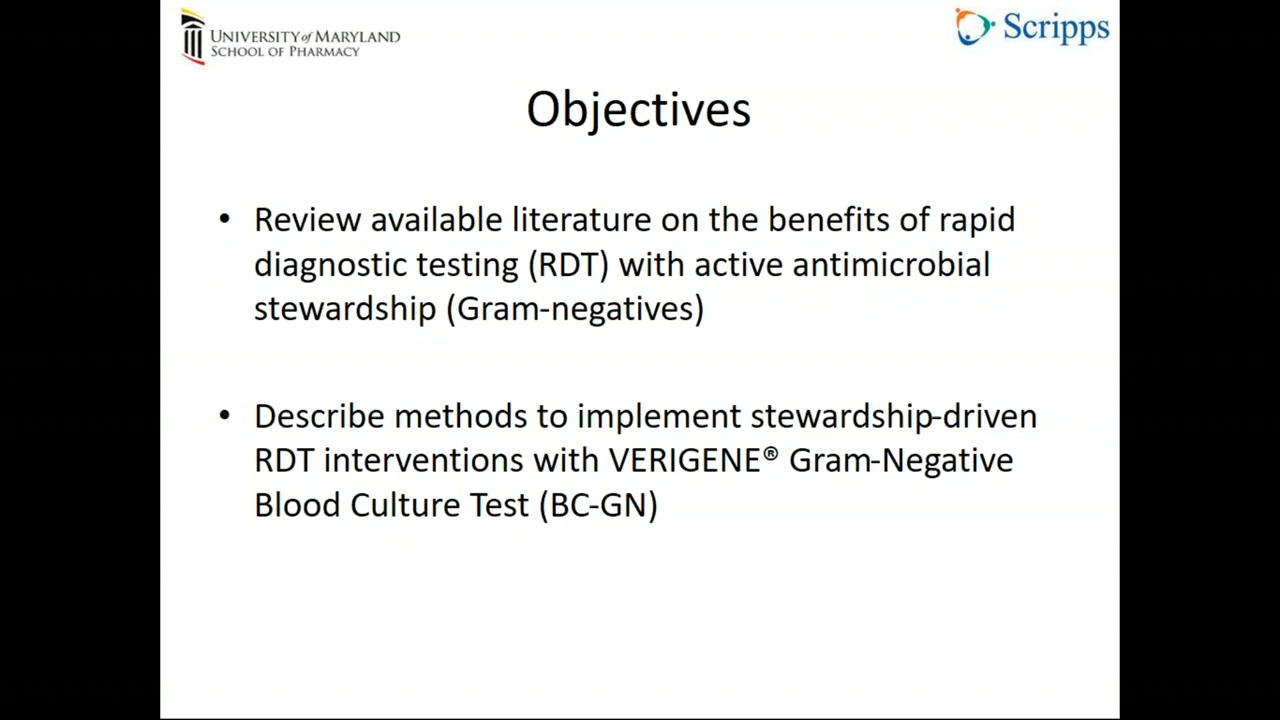 UNIVERSITY of MARYLAND
SCHOOL OF PHARMACY
Scripps
Objectives
• Review available literature on the benefits of rapid
diagnostic testing (RDT) with active antimicrobial
stewardship (Gram-negatives)
• Describe methods to implement stewardship-driven
RDT interventions with VERIGENE® Gram-Negative
Blood Culture Test (BC-GN)